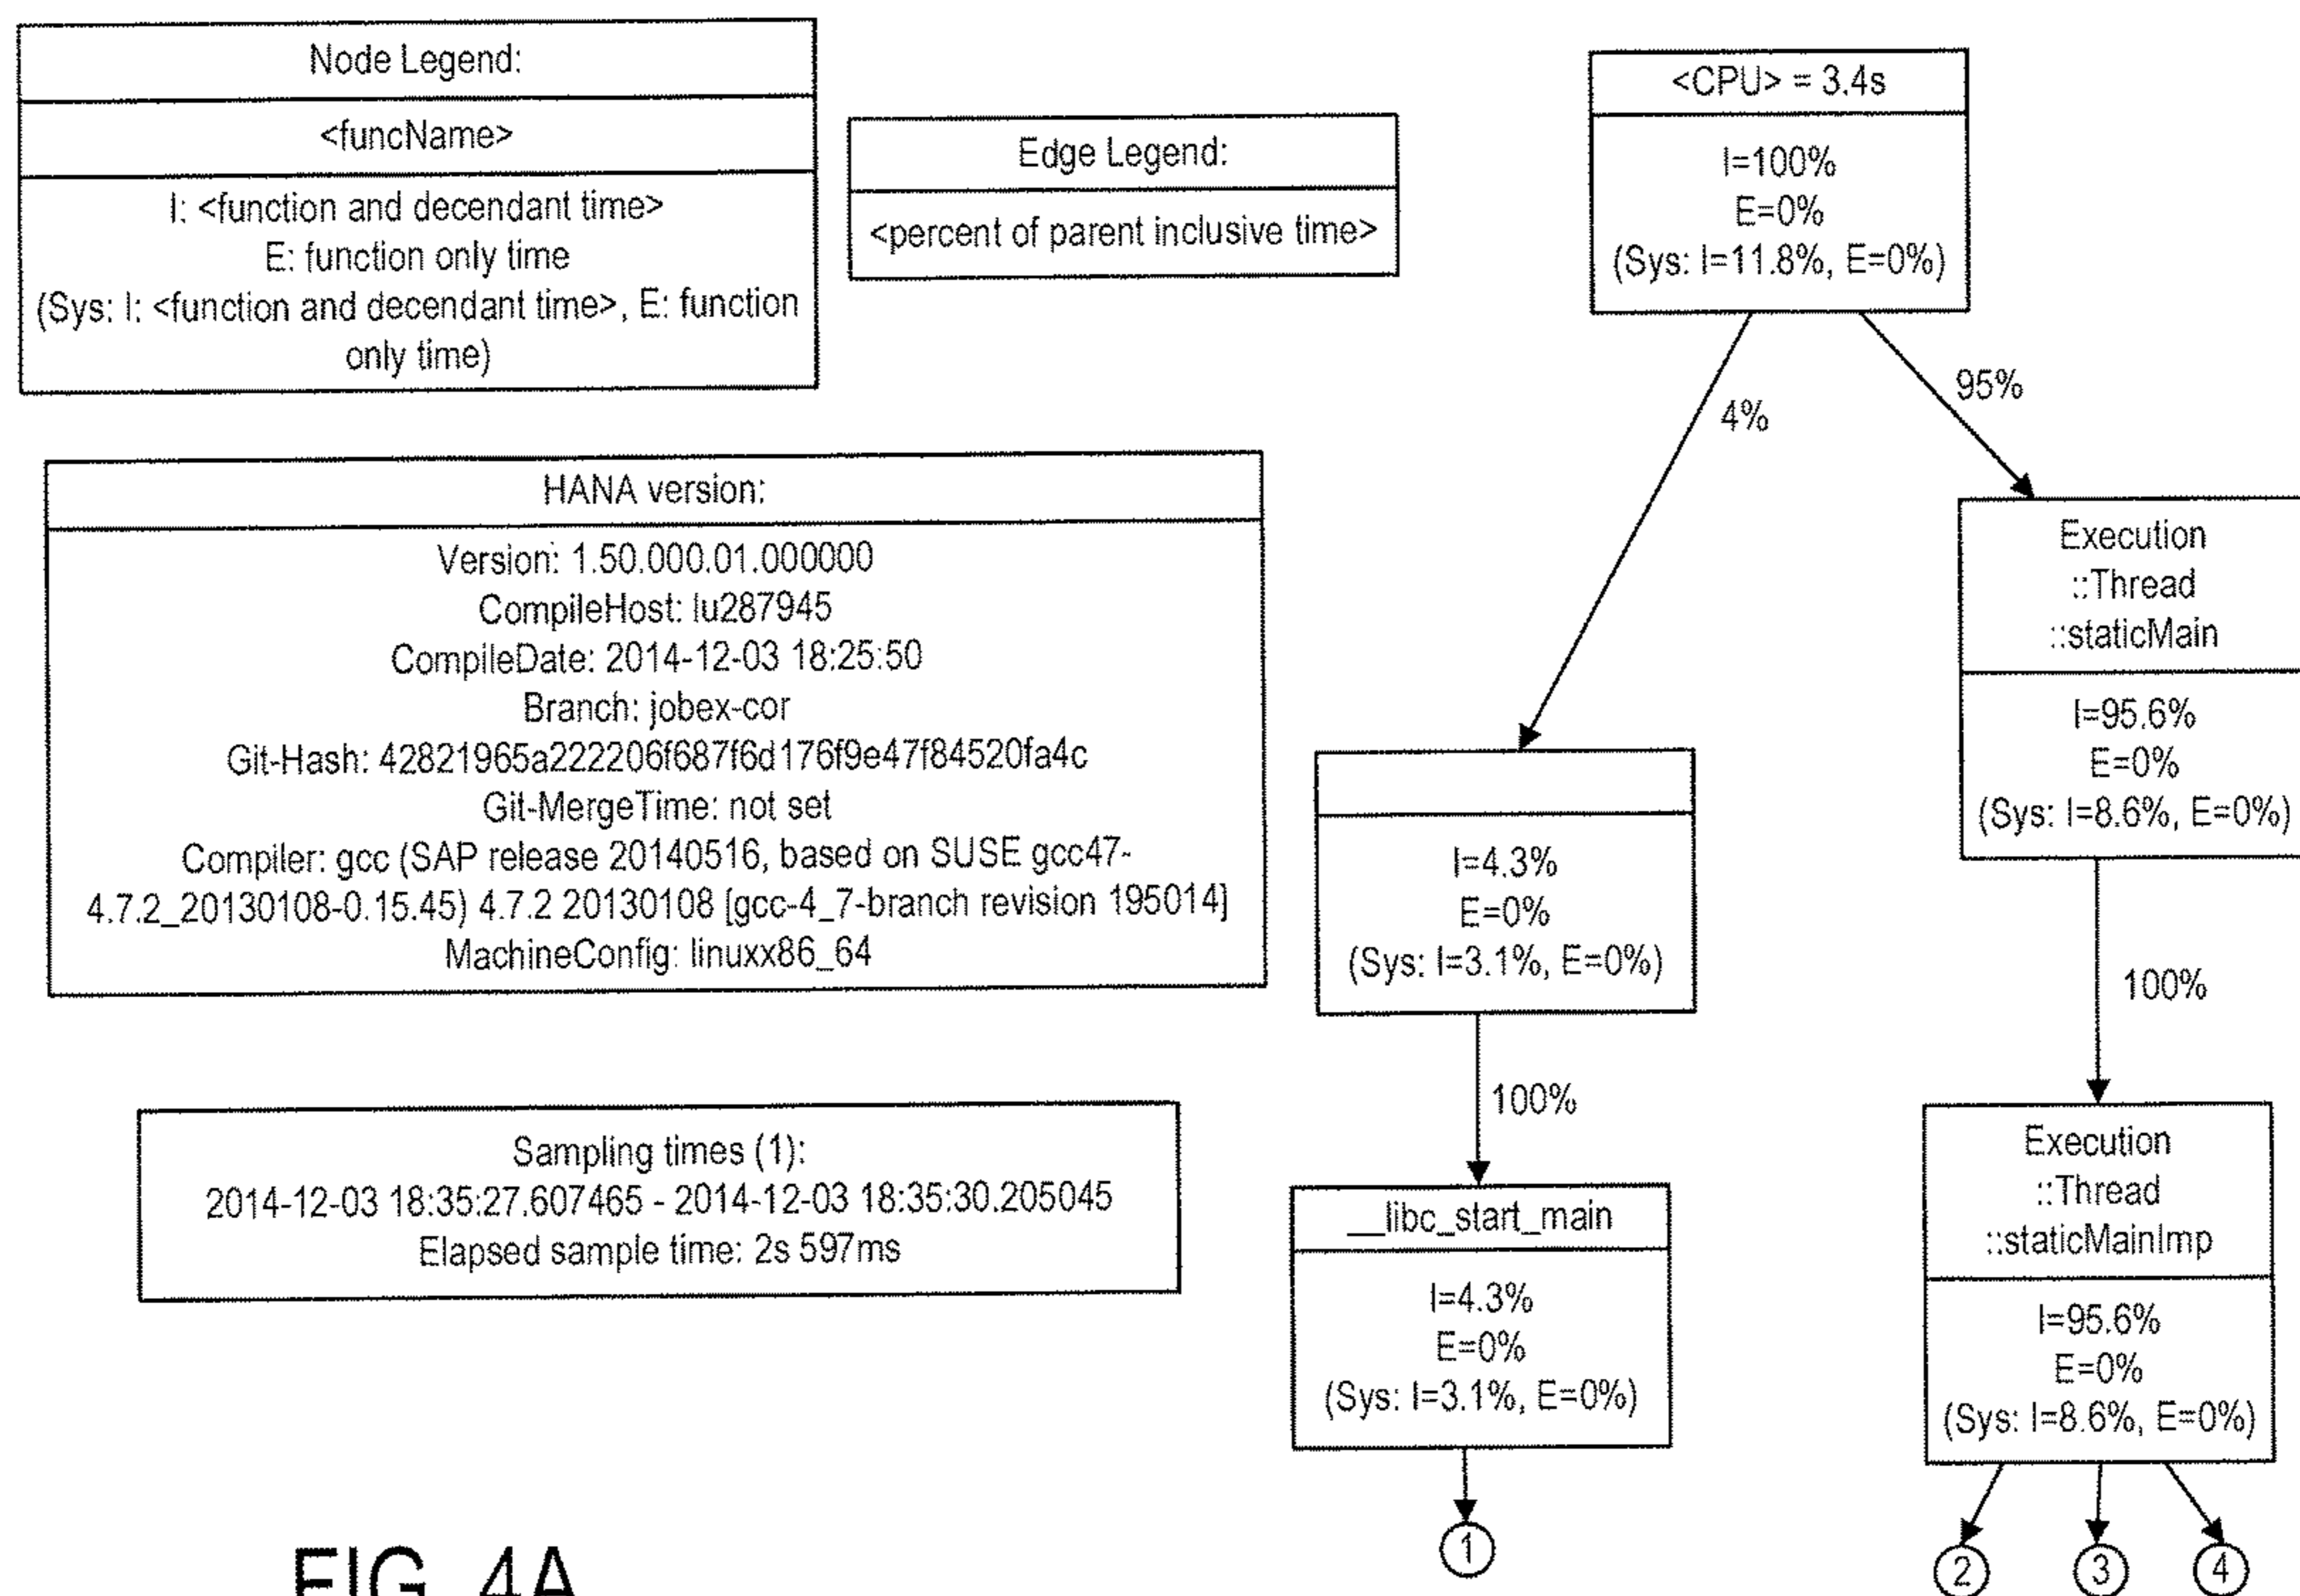 Node Legend:
<funcName>
I: <function and decendant time>
E: function only time
(Sys: I: <function and decendant time>, E: function
only time)
Edge Legend:
<percent of parent inclusive time>
<CPU> = 3.4s
I=100%
E=0%
(Sys: I=11.8%, E=0%)
4%
95%
HANA version:
Version: 1.50.000.01.000000
CompileHost: lu287945
CompileDate: 2014-12-03 18:25:50
Branch: jobex-cor
Git-Hash: 42821965a222206f687f6d176f9e47f84520fa4c
Git-MergeTime: not set
Compiler: gcc (SAP release 20140516, based on SUSE gcc47-
4.7.2_20130108-0.15.45) 4.7.2 20130108 [gcc-4_7-branch revision 195014]
MachineConfig: linuxx86_64
Execution
::Thread
::staticMain
I=95.6%
E=0%
(Sys: I=8.6%, E=0%)
I=4.3%
E=0%
(Sys: I=3.1%, E=0%)
100%
100%
Sampling times (1):
2014-12-03 18:35:27.607465 - 2014-12-03 18:35:30.205045
Elapsed sample time: 2s 597ms
__libc_start_main
I=4.3%
E=0%
(Sys: I=3.1%, E=0%)
Execution
::Thread
::staticMainImp
I=95.6%
E=0%
(Sys: I=8.6%, E=0%)
1
2
3
4
FIG. 4A